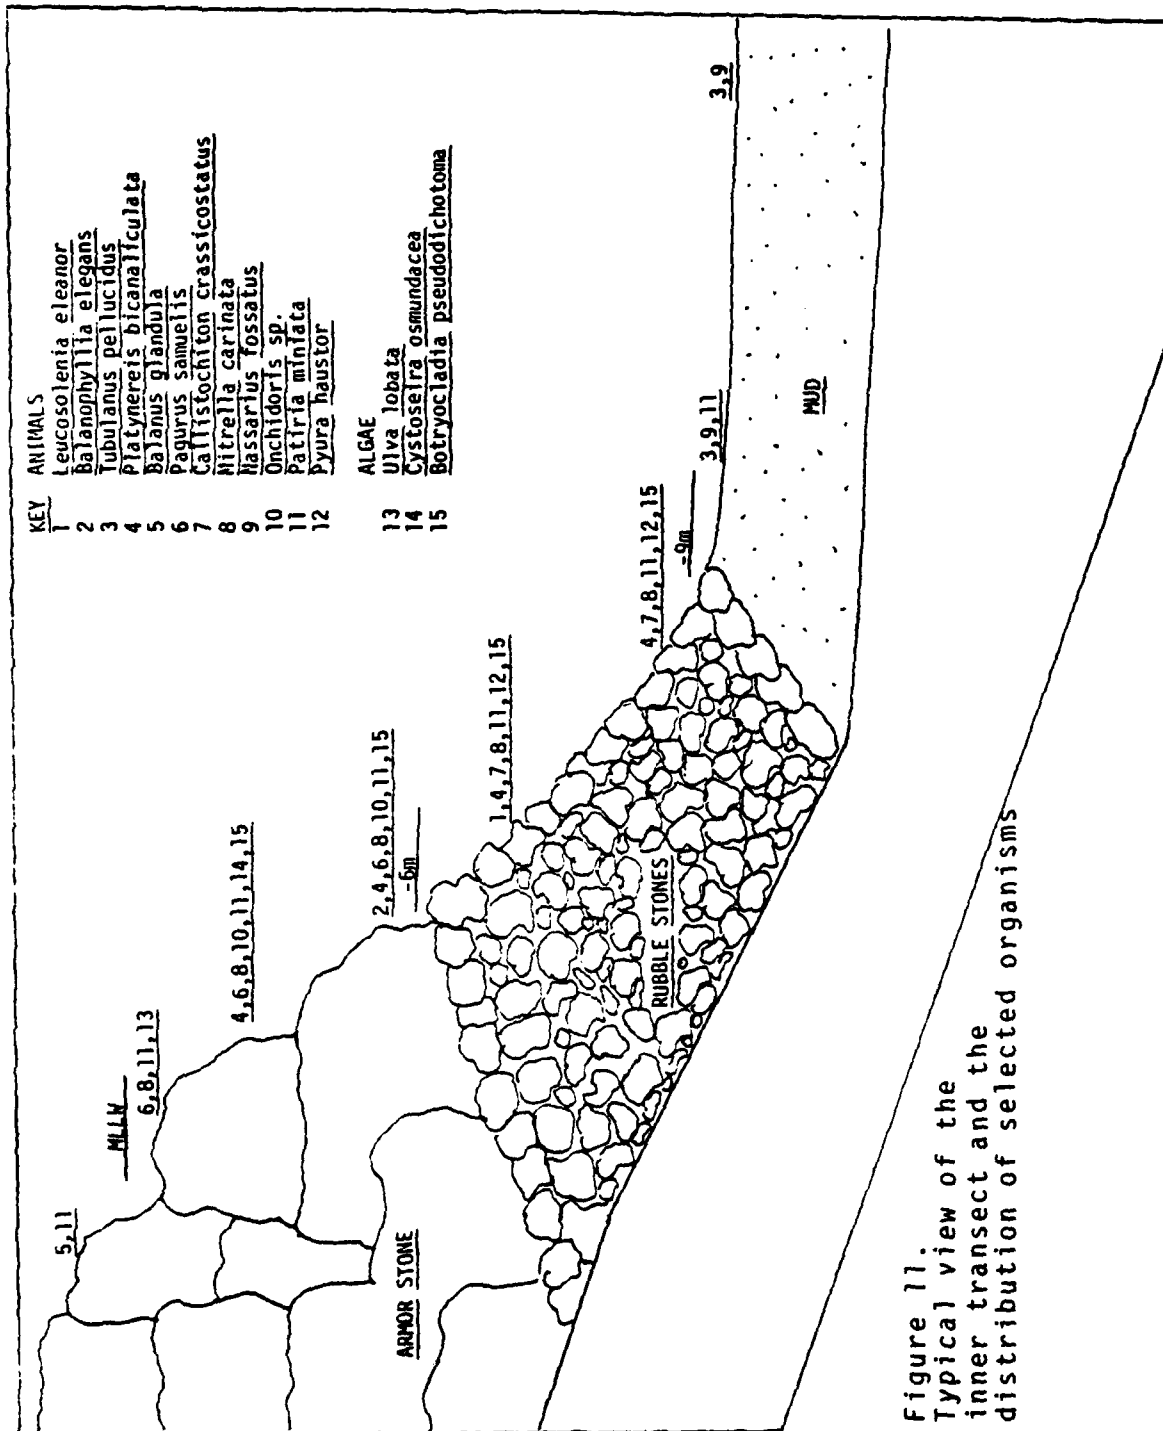 KEY ANIMALS
1 Leucosolenia eleanor
2 Balanophyllia elegans
3 Tubulanus pellucidus
4 Platynereis bicanaliculata
5 Balanus glandula
6 Pagurus samuelis
7 Callistochiton crassicostatus
8 Mitrella carinata
9 Nassarius fossatus
10 Onchidoris sp.
11 Patiria miniata
12 Pyura haustor
ALGAE
13 Ulva lobata
14 Cystoseira osmundacea
15 Botryocladia pseudodichotoma
5,11
MLLW
6,8,11,13
4,6,8,10,11,14,15
2,4,6,8,10,11,15
-6m
1,4,7,8,11,12,15
4,7,8,11,12,15
-9m
3,9,11
3,9
ARMOR STONE
RUBBLE STONES
MUD
Figure 11.
Typical view of the
inner transect and the
distribution of selected organisms